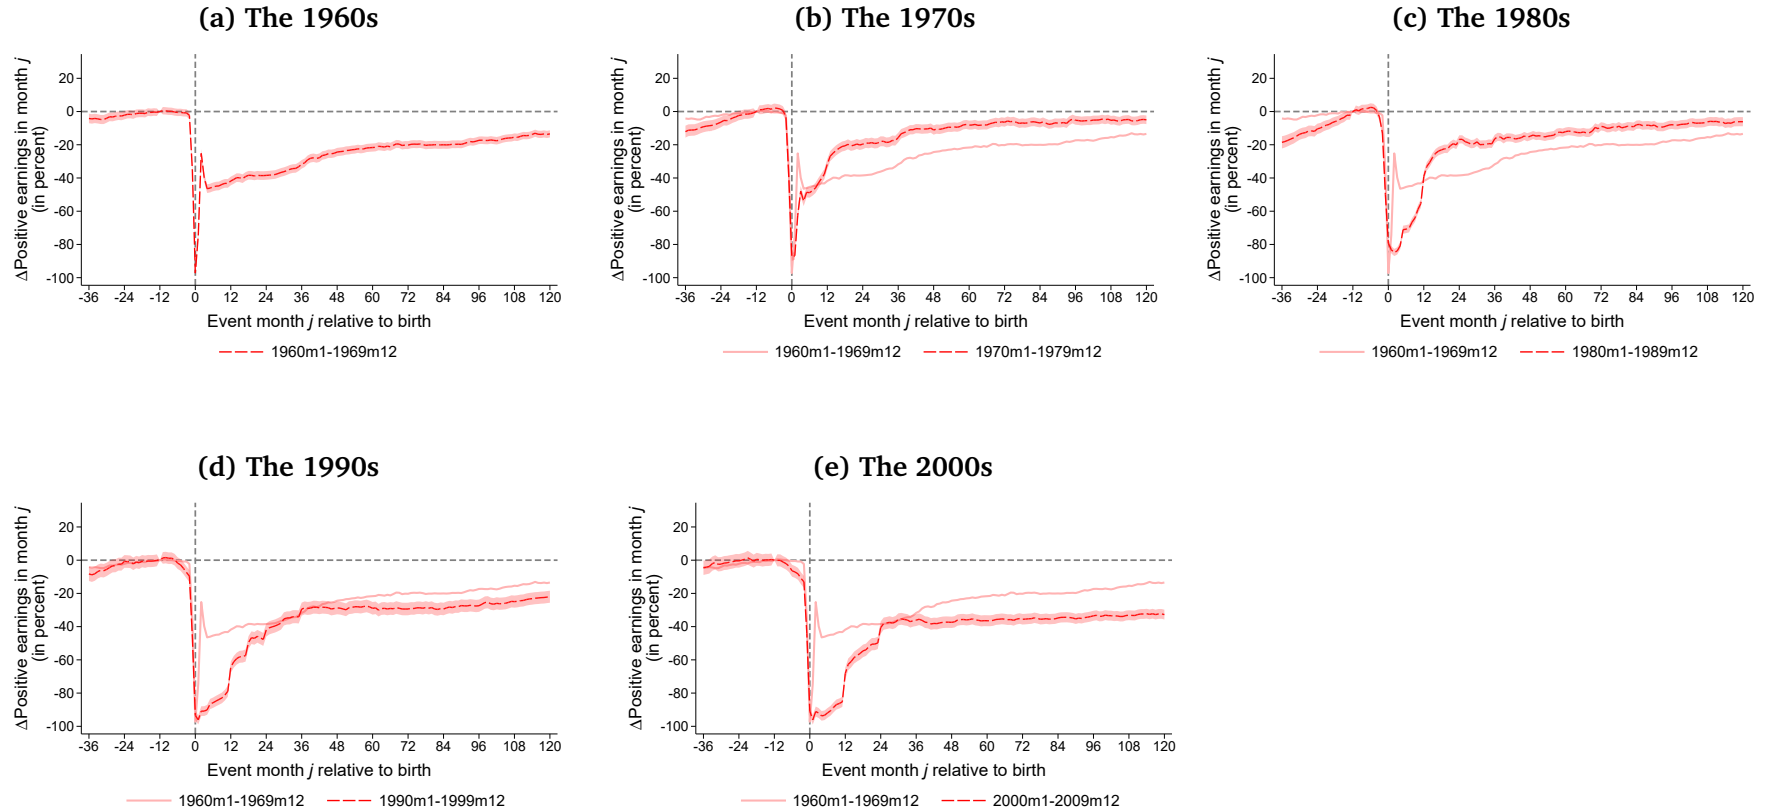 (a) The 1960s
ΔPositive earnings in month j
(in percent)
20
0
-20
-40
-60
-80
-100
-36 -24 -12 0 12 24 36 48 60 72 84 96 108 120
Event month j relative to birth
1960m1-1969m12
(b) The 1970s
ΔPositive earnings in month j
(in percent)
20
0
-20
-40
-60
-80
-100
-36 -24 -12 0 12 24 36 48 60 72 84 96 108 120
Event month j relative to birth
1960m1-1969m12 1970m1-1979m12
(c) The 1980s
ΔPositive earnings in month j
(in percent)
20
0
-20
-40
-60
-80
-100
-36 -24 -12 0 12 24 36 48 60 72 84 96 108 120
Event month j relative to birth
1960m1-1969m12 1980m1-1989m12
(d) The 1990s
ΔPositive earnings in month j
(in percent)
20
0
-20
-40
-60
-80
-100
-36 -24 -12 0 12 24 36 48 60 72 84 96 108 120
Event month j relative to birth
1960m1-1969m12 1990m1-1999m12
(e) The 2000s
ΔPositive earnings in month j
(in percent)
20
0
-20
-40
-60
-80
-100
-36 -24 -12 0 12 24 36 48 60 72 84 96 108 120
Event month j relative to birth
1960m1-1969m12 2000m1-2009m12